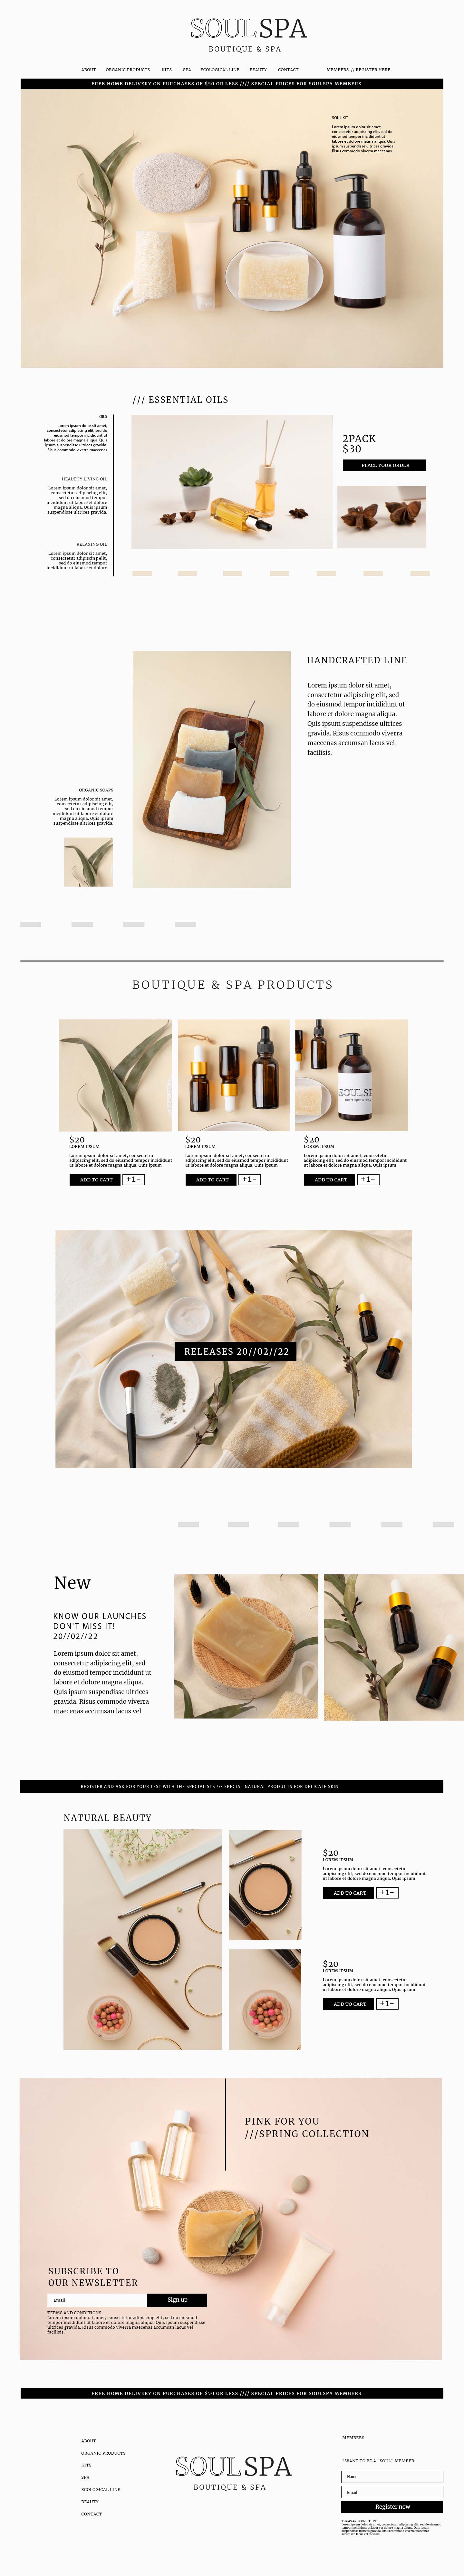 SOULSPA
BOUTIQUE & SPA
ABOUT ORGANIC PRODUCTS KITS SPA ECOLOGICAL LINE BEAUTY CONTACT MEMBERS // REGISTER HERE
FREE HOME DELIVERY ON PURCHASES OF $50 OR LESS //// SPECIAL PRICES FOR SOULSPA MEMBERS
SOUL KIT
Lorem ipsum dolor sit amet,
consectetur adipiscing elit, sed do
eiusmod tempor incididunt ut
labore et dolore magna aliqua. Quis
ipsum suspendisse ultrices gravida.
Risus commodo viverra maecenas
/// ESSENTIAL OILS
OILS
Lorem ipsum dolor sit amet,
consectetur adipiscing elit, sed do
eiusmod tempor incididunt ut
labore et dolore magna aliqua. Quis
ipsum suspendisse ultrices gravida.
Risus commodo viverra maecenas
HEALTHY LIVING OIL
Lorem ipsum dolor sit amet,
consectetur adipiscing elit,
sed do eiusmod tempor
incididunt ut labore et dolore
magna aliqua. Quis ipsum
suspendisse ultrices gravida.
RELAXING OIL
Lorem ipsum dolor sit amet,
consectetur adipiscing elit,
sed do eiusmod tempor
incididunt ut labore et dolore
2PACK
$30
PLACE YOUR ORDER
HANDCRAFTED LINE
Lorem ipsum dolor sit amet,
consectetur adipiscing elit, sed
do eiusmod tempor incididunt ut
labore et dolore magna aliqua.
Quis ipsum suspendisse ultrices
gravida. Risus commodo viverra
maecenas accumsan lacus vel
facilisis.
ORGANIC SOAPS
Lorem ipsum dolor sit amet,
consectetur adipiscing elit,
sed do eiusmod tempor
incididunt ut labore et dolore
magna aliqua. Quis ipsum
suspendisse ultrices gravida.
BOUTIQUE & SPA PRODUCTS
SOULS
$20
LOREM IPSUM
Lorem ipsum dolor sit amet, consectetur
adipiscing elit, sed do eiusmod tempor incididunt
ut labore et dolore magna aliqua. Quis ipsum
ADD TO CART +1-
$20
LOREM IPSUM
Lorem ipsum dolor sit amet, consectetur
adipiscing elit, sed do eiusmod tempor incididunt
ut labore et dolore magna aliqua. Quis ipsum
ADD TO CART +1-
$20
LOREM IPSUM
Lorem ipsum dolor sit amet, consectetur
adipiscing elit, sed do eiusmod tempor incididunt
ut labore et dolore magna aliqua. Quis ipsum
ADD TO CART +1-
RELEASES 20//02//22
New
KNOW OUR LAUNCHES
DON'T MISS IT!
20//02//22
Lorem ipsum dolor sit amet,
consectetur adipiscing elit, sed
do eiusmod tempor incididunt ut
labore et dolore magna aliqua.
Quis ipsum suspendisse ultrices
gravida. Risus commodo viverra
maecenas accumsan lacus vel
REGISTER AND ASK FOR YOUR TEST WITH THE SPECIALISTS /// SPECIAL NATURAL PRODUCTS FOR DELICATE SKIN
NATURAL BEAUTY
$20
LOREM IPSUM
Lorem ipsum dolor sit amet, consectetur
adipiscing elit, sed do eiusmod tempor incididunt
ut labore et dolore magna aliqua. Quis ipsum
ADD TO CART +1-
$20
LOREM IPSUM
Lorem ipsum dolor sit amet, consectetur
adipiscing elit, sed do eiusmod tempor incididunt
ut labore et dolore magna aliqua. Quis ipsum
ADD TO CART +1-
PINK FOR YOU
///SPRING COLLECTION
SUBSCRIBE TO
OUR NEWSLETTER
Email Sign up
TERMS AND CONDITIONS:
Lorem ipsum dolor sit amet, consectetur adipiscing elit, sed do eiusmod
tempor incididunt ut labore et dolore magna aliqua. Quis ipsum suspendisse
ultrices gravida. Risus commodo viverra maecenas accumsan lacus vel
facilisis.
FREE HOME DELIVERY ON PURCHASES OF $50 OR LESS //// SPECIAL PRICES FOR SOULSPA MEMBERS
ABOUT
ORGANIC PRODUCTS
KITS
SPA
ECOLOGICAL LINE
BEAUTY
CONTACT
SOULSPA
BOUTIQUE & SPA
MEMBERS
I WANT TO BE A "SOUL" MEMBER
Name
Email
Register now
TERMS AND CONDITIONS:
Lorem ipsum dolor sit amet, consectetur adipiscing elit, sed do eiusmod
tempor incididunt ut labore et dolore magna aliqua. Quis ipsum
suspendisse ultrices gravida. Risus commodo viverra maecenas
accumsan lacus vel facilisis.